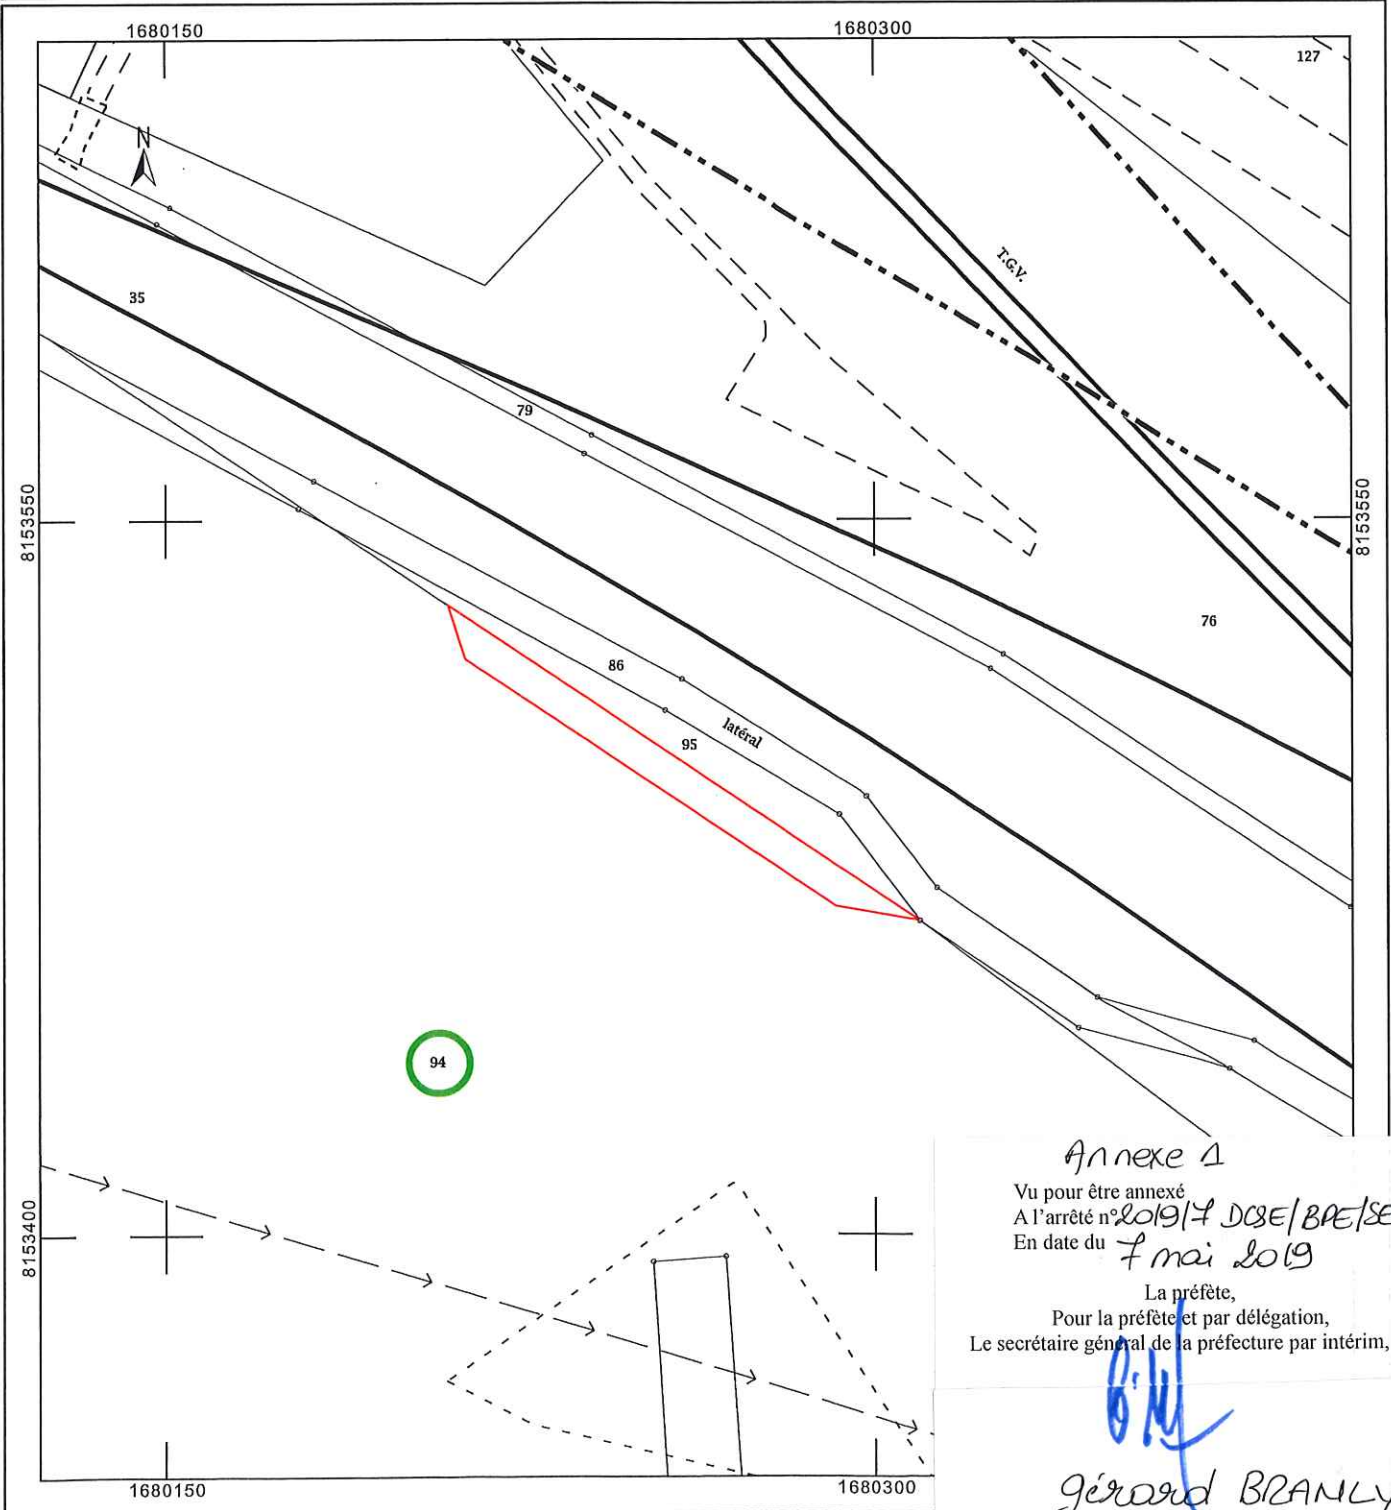 1680150
1680300
127
N
T.G.V.
35
79
8153550
8153550
76
86
latéral
95
94
Annexe 1
Vu pour être annexé
A l'arrêté n°2019/7 DCSE/BPE/SE
En date du 7 mai 2019
La préfète,
Pour la préfète et par délégation,
Le secrétaire général de la préfecture par intérim,
8153400
1680150
1680300
Gérard BRANLY